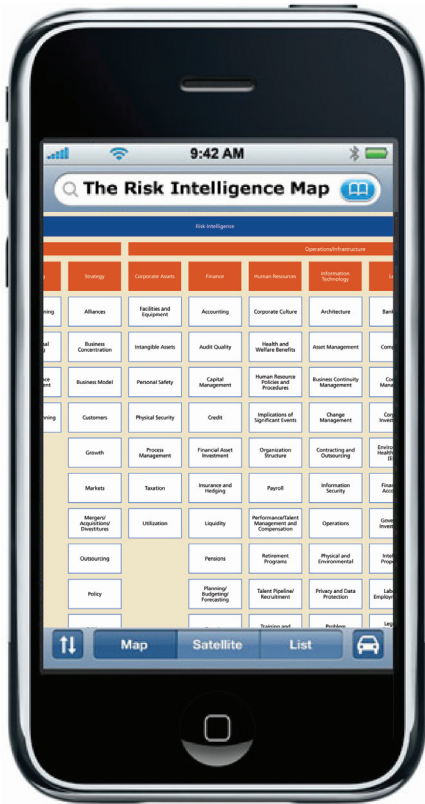 9:42 AM
The Risk Intelligence Map
Risk Intelligence
Operations/Infrastructure
Strategy
Corporate Assets
Finance
Human Resources
Information
Technology
Alliances
Facilities and
Equipment
Accounting
Corporate Culture
Architecture
Business
Concentration
Intangible Assets
Audit Quality
Health and
Welfare Benefits
Asset Management
Business Model
Personal Safety
Capital
Management
Human Resource
Policies and
Procedures
Business Continuity
Management
Customers
Physical Security
Credit
Implications of
Significant Events
Change
Management
Growth
Process
Management
Financial Asset
Investment
Organization
Structure
Contracting and
Outsourcing
Markets
Taxation
Insurance and
Hedging
Payroll
Information
Security
Mergers/
Acquisitions/
Divestitures
Utilization
Liquidity
Performance/Talent
Management and
Compensation
Operations
Outsourcing
Pensions
Retirement
Programs
Physical and
Environmental
Policy
Planning/
Budgeting/
Forecasting
Talent Pipeline/
Recruitment
Privacy and Data
Protection
Training and
Problem
Map
Satellite
List